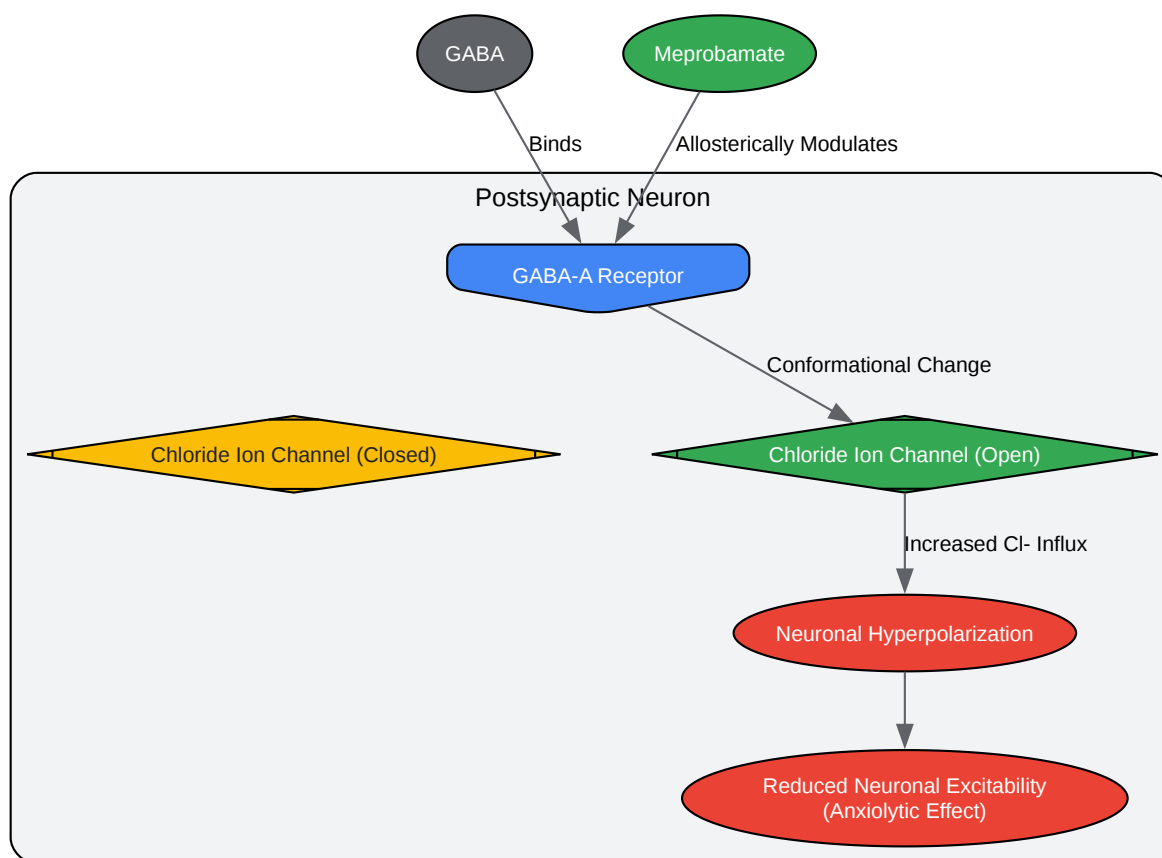 GABA
Meprobamate
Binds
Allosterically Modulates
Postsynaptic Neuron
GABA-A Receptor
Conformational Change
Chloride Ion Channel (Closed)
Chloride Ion Channel (Open)
Increased Cl- Influx
Neuronal Hyperpolarization
Reduced Neuronal Excitability
(Anxiolytic Effect)